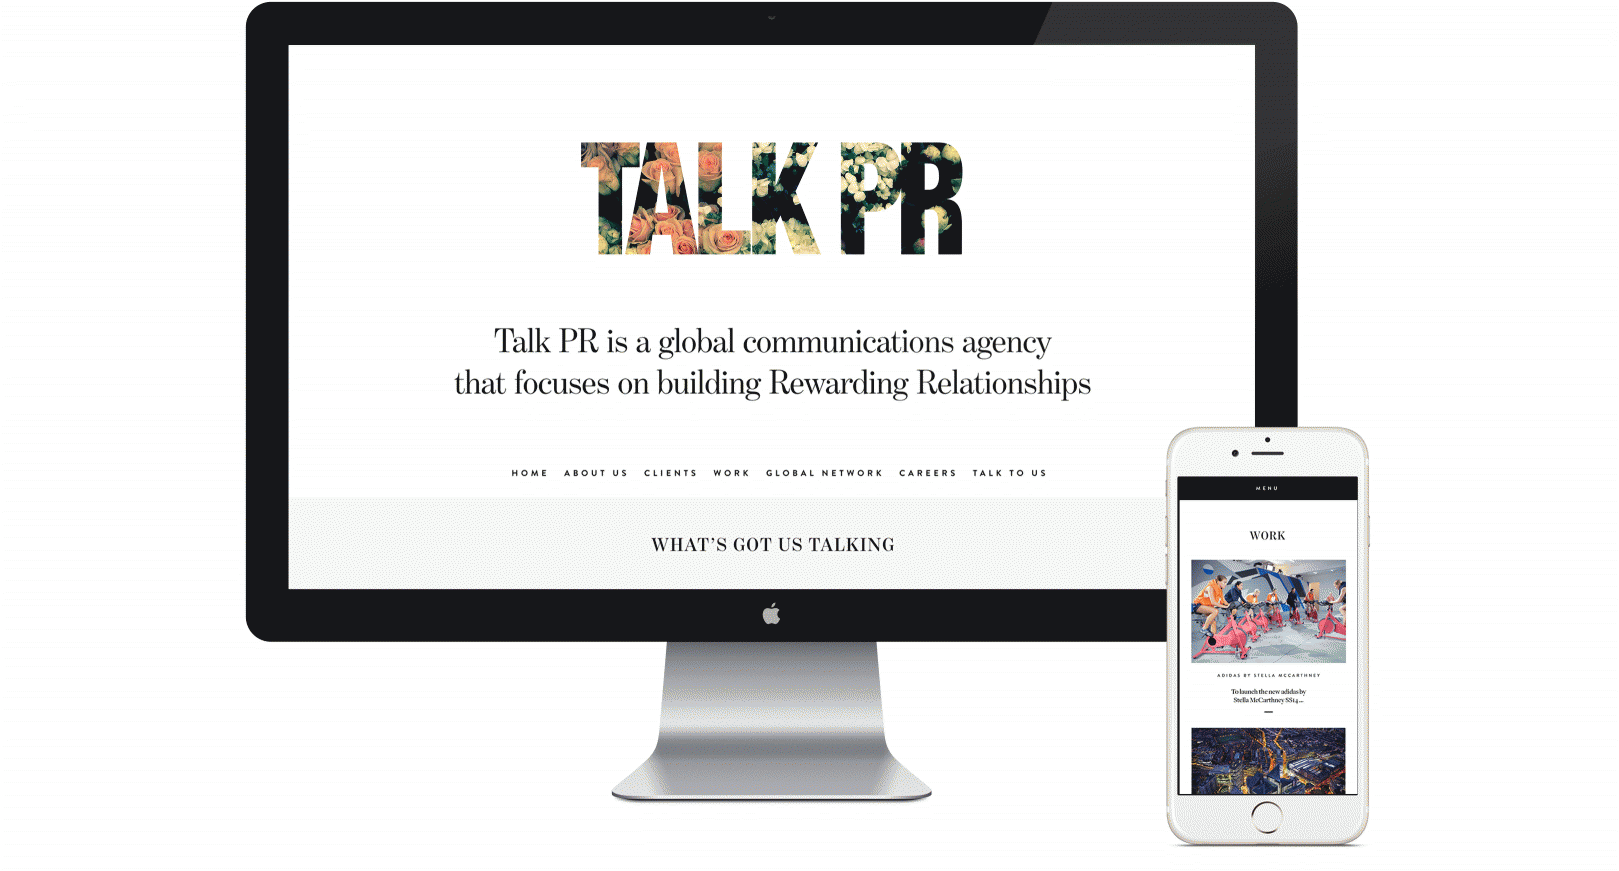 TALK PR
Talk PR is a global communications agency
that focuses on building Rewarding Relationships
HOME ABOUT US CLIENTS WORK GLOBAL NETWORK CAREERS TALK TO US
WHAT'S GOT US TALKING
MENU
WORK
ADIDAS BY STELLA MCCARTHNEY
To launch the new adidas by
Stella McCarthney SS14...